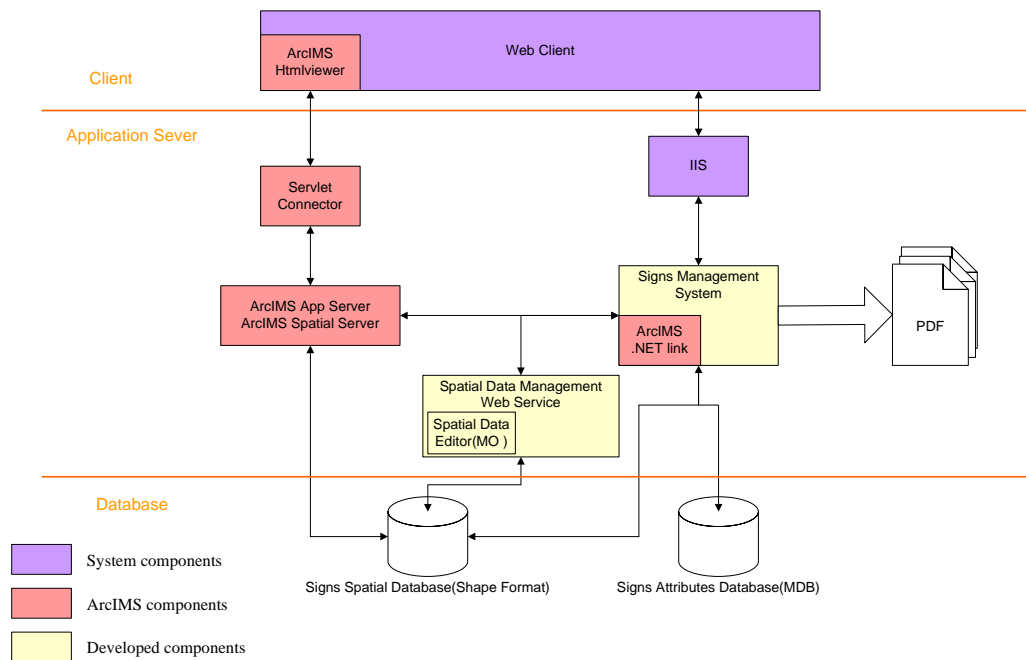 Web Client
ArcIMS
Htmlviewer
Client
Application Sever
IIS
Servlet
Connector
Signs Management
System
ArcIMS App Server
ArcIMS Spatial Server
ArcIMS
.NET link
PDF
Spatial Data Management
Web Service
Spatial Data
Editor(MO )
Database
Signs Spatial Database(Shape Format)
Signs Attributes Database(MDB)
System components
ArcIMS components
Developed components